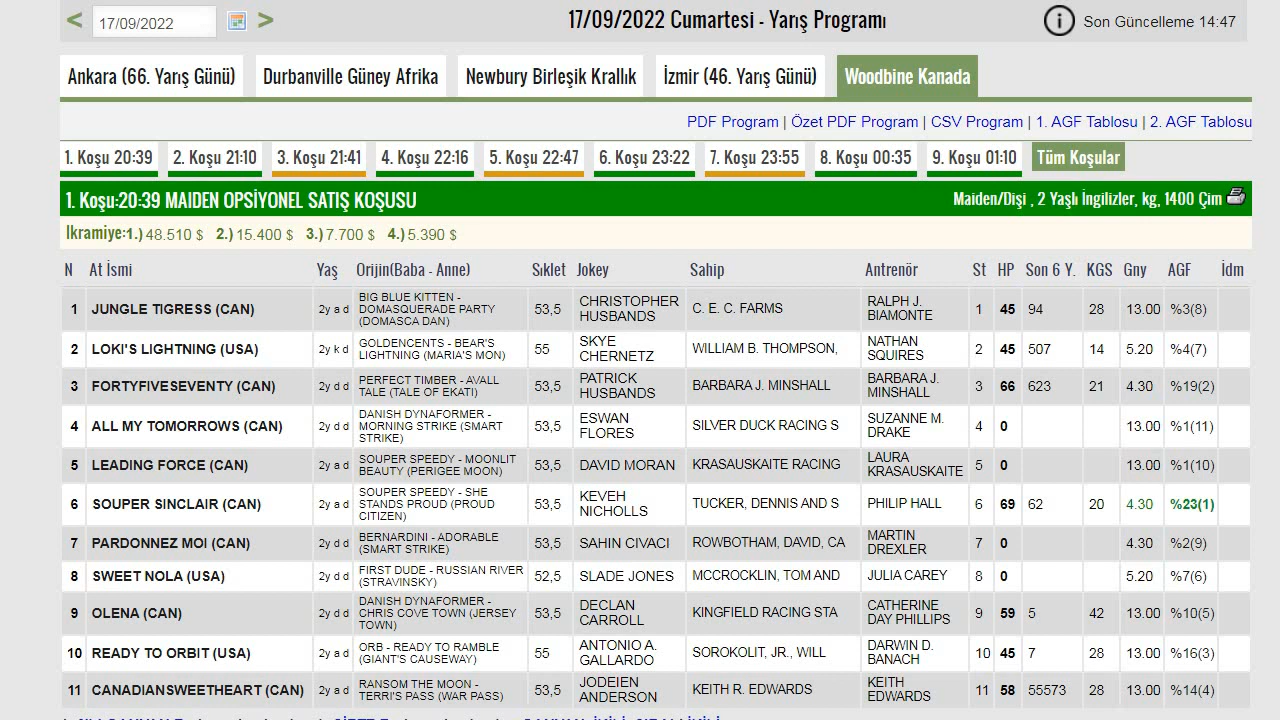 17/09/2022
17/09/2022 Cumartesi - Yarış Programı
Son Güncelleme 14:47
Ankara (66. Yarış Günü) Durbanville Güney Afrika Newbury Birleşik Krallık İzmir (46. Yarış Günü) Woodbine Kanada
PDF Program | Özet PDF Program | CSV Program | 1. AGF Tablosu | 2. AGF Tablosu
1. Koşu 20:39 2. Koşu 21:10 3. Koşu 21:41 4. Koşu 22:16 5. Koşu 22:47 6. Koşu 23:22 7. Koşu 23:55 8. Koşu 00:35 9. Koşu 01:10 Tüm Koşular
1. Koşu:20:39 MAIDEN OPSİYONEL SATIŞ KOŞUSU Maiden/Dişi , 2 Yaşlı İngilizler, kg, 1400 Çim
Ikramiye:1.) 48.510 $ 2.) 15.400 $ 3.) 7.700 $ 4.) 5.390 $
N At İsmi Yaş Orijin(Baba - Anne) Sıklet Jokey Sahip Antrenör St HP Son 6 Y. KGS Gny AGF İdm
1 JUNGLE TIGRESS (CAN) 2y a d BIG BLUE KITTEN - DOMASQUERADE PARTY (DOMASCA DAN) 53,5 CHRISTOPHER HUSBANDS C. E. C. FARMS RALPH J. BIAMONTE 1 45 94 28 13.00 %3(8)
2 LOKI'S LIGHTNING (USA) 2y k d GOLDENCENTS - BEAR'S LIGHTNING (MARIA'S MON) 55 SKYE CHERNETZ WILLIAM B. THOMPSON, NATHAN SQUIRES 2 45 507 14 5.20 %4(7)
3 FORTYFIVESEVENTY (CAN) 2y d d PERFECT TIMBER - AVALL TALE (TALE OF EKATI) 53,5 PATRICK HUSBANDS BARBARA J. MINSHALL BARBARA J. MINSHALL 3 66 623 21 4.30 %19(2)
4 ALL MY TOMORROWS (CAN) 2y d d DANISH DYNAFORMER - MORNING STRIKE (SMART STRIKE) 53,5 ESWAN FLORES SILVER DUCK RACING S SUZANNE M. DRAKE 4 0 13.00 %1(11)
5 LEADING FORCE (CAN) 2y a d SOUPER SPEEDY - MOONLIT BEAUTY (PERIGEE MOON) 53,5 DAVID MORAN KRASAUSKAITE RACING LAURA KRASAUSKAITE 5 0 13.00 %1(10)
6 SOUPER SINCLAIR (CAN) 2y a d SOUPER SPEEDY - SHE STANDS PROUD (PROUD CITIZEN) 53,5 KEVEH NICHOLLS TUCKER, DENNIS AND S PHILIP HALL 6 69 62 20 4.30 %23(1)
7 PARDONNEZ MOI (CAN) 2y d d BERNARDINI - ADORABLE (SMART STRIKE) 53,5 SAHIN CIVACI ROWBOTHAM, DAVID, CA MARTIN DREXLER 7 0 4.30 %2(9)
8 SWEET NOLA (USA) 2y d d FIRST DUDE - RUSSIAN RIVER (STRAVINSKY) 52,5 SLADE JONES MCCROCKLIN, TOM AND JULIA CAREY 8 0 5.20 %7(6)
9 OLENA (CAN) 2y d d DANISH DYNAFORMER - CHRIS COVE TOWN (JERSEY TOWN) 53,5 DECLAN CARROLL KINGFIELD RACING STA CATHERINE DAY PHILLIPS 9 59 5 42 13.00 %10(5)
10 READY TO ORBIT (USA) 2y a d ORB - READY TO RAMBLE (GIANT'S CAUSEWAY) 55 ANTONIO A. GALLARDO SOROKOLIT, JR., WILL DARWIN D. BANACH 10 45 7 28 13.00 %16(3)
11 CANADIANSWEETHEART (CAN) 2y a d RANSOM THE MOON - TERRI'S PASS (WAR PASS) 53,5 JODEIEN ANDERSON KEITH R. EDWARDS KEITH EDWARDS 11 58 55573 28 13.00 %14(4)